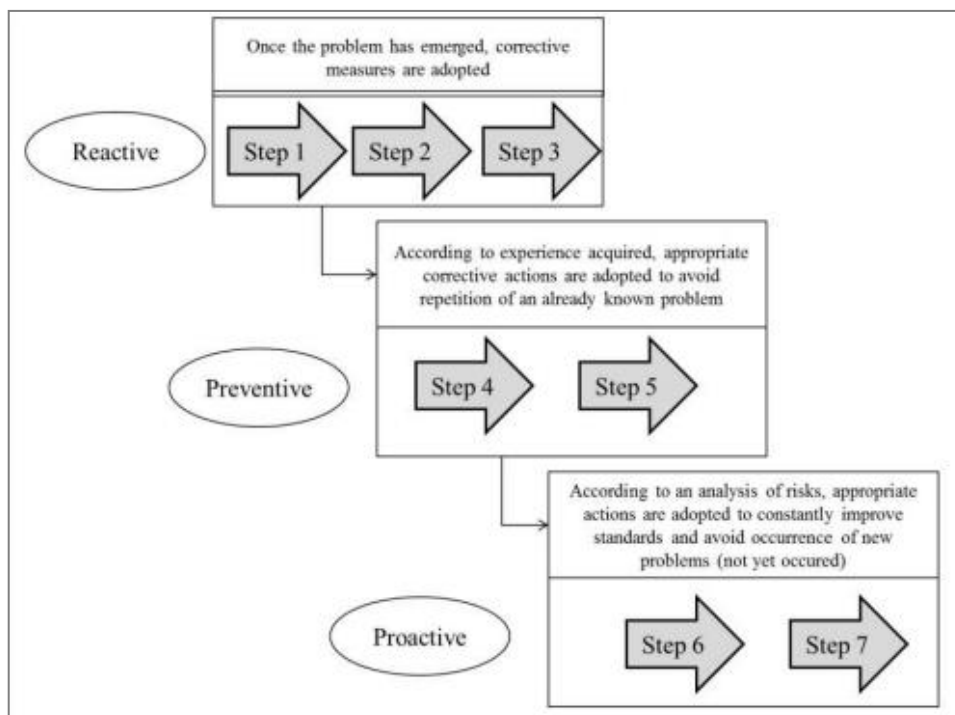 Once the problem has emerged, corrective
measures are adopted
Reactive
Step 1
Step 2
Step 3
According to experience acquired, appropriate
corrective actions are adopted to avoid
repetition of an already known problem
Preventive
Step 4
Step 5
According to an analysis of risks, appropriate
actions are adopted to constantly improve
standards and avoid occurrence of new
problems (not yet occured)
Proactive
Step 6
Step 7